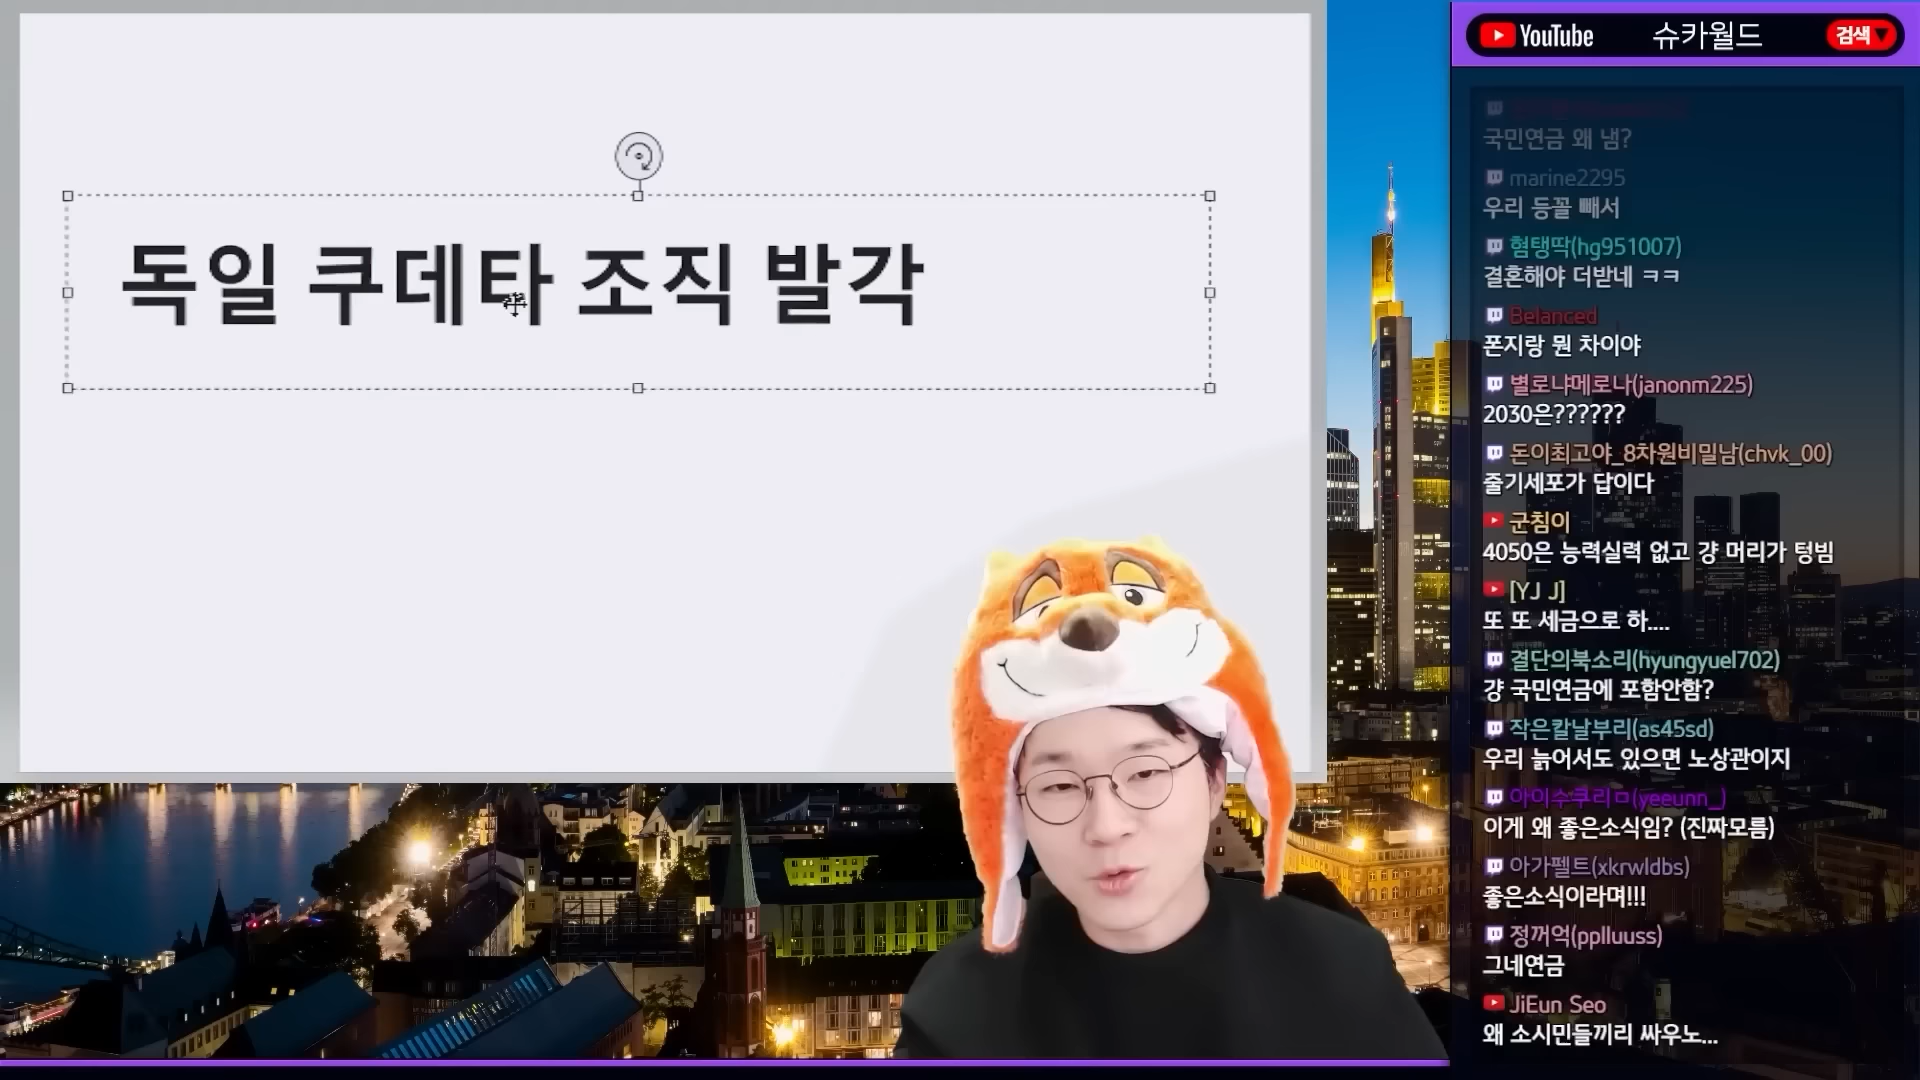 독일 쿠데타 조직 발각
YouTube 슈카월드 검색
국민연금 왜 냄?
marine2295
우리 등꼴 빼서
혐탱딱(hg951007)
결혼해야 더받네 ㅋㅋ
Belanced
폰지랑 뭔 차이야
별로냐메로나(janonm225)
2030은??????
돈이최고야_8차원비밀남(chvk_00)
줄기세포가 답이다
군침이
4050은 능력실력 없고 걍 머리가 텅빔
[YJ J]
또 또 세금으로 하....
결단의북소리(hyungyuel702)
걍 국민연금에 포함안함?
작은칼날부리(as45sd)
우리 늙어서도 있으면 노상관이지
아이수쿠리ㅁ(yeeunn_)
이게 왜 좋은소식임? (진짜모름)
아가펠트(xkrwldbs)
좋은소식이라며!!!
정꺼억(pplluuss)
그네연금
JiEun Seo
왜 소시민들끼리 싸우노...